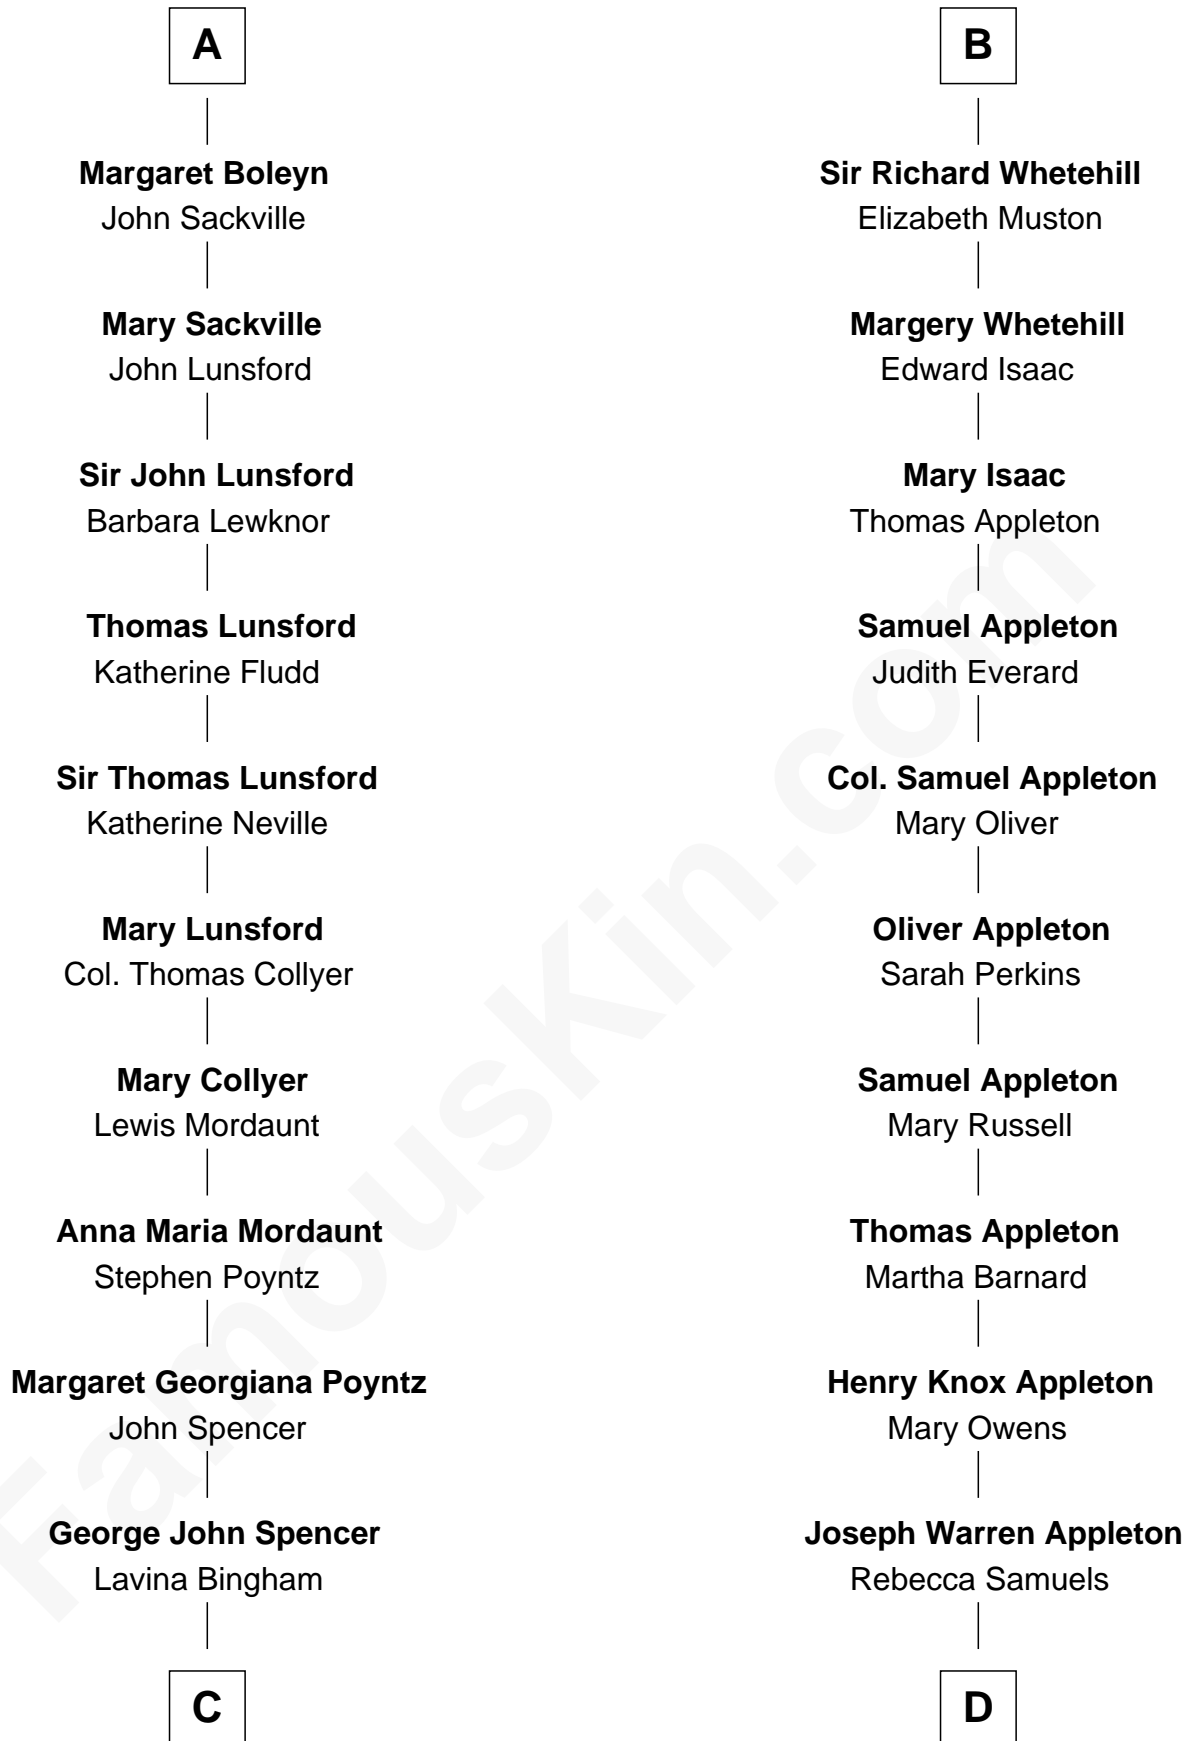 A
Margaret Boleyn
John Sackville
Mary Sackville
John Lunsford
Sir John Lunsford
Barbara Lewknor
Thomas Lunsford
Katherine Fludd
Sir Thomas Lunsford
Katherine Neville
Mary Lunsford
Col. Thomas Collyer
Mary Collyer
Lewis Mordaunt
Anna Maria Mordaunt
Stephen Poyntz
Margaret Georgiana Poyntz
John Spencer
George John Spencer
Lavina Bingham
C
B
Sir Richard Whetehill
Elizabeth Muston
Margery Whetehill
Edward Isaac
Mary Isaac
Thomas Appleton
Samuel Appleton
Judith Everard
Col. Samuel Appleton
Mary Oliver
Oliver Appleton
Sarah Perkins
Samuel Appleton
Mary Russell
Thomas Appleton
Martha Barnard
Henry Knox Appleton
Mary Owens
Joseph Warren Appleton
Rebecca Samuels
D
FamousKin.com